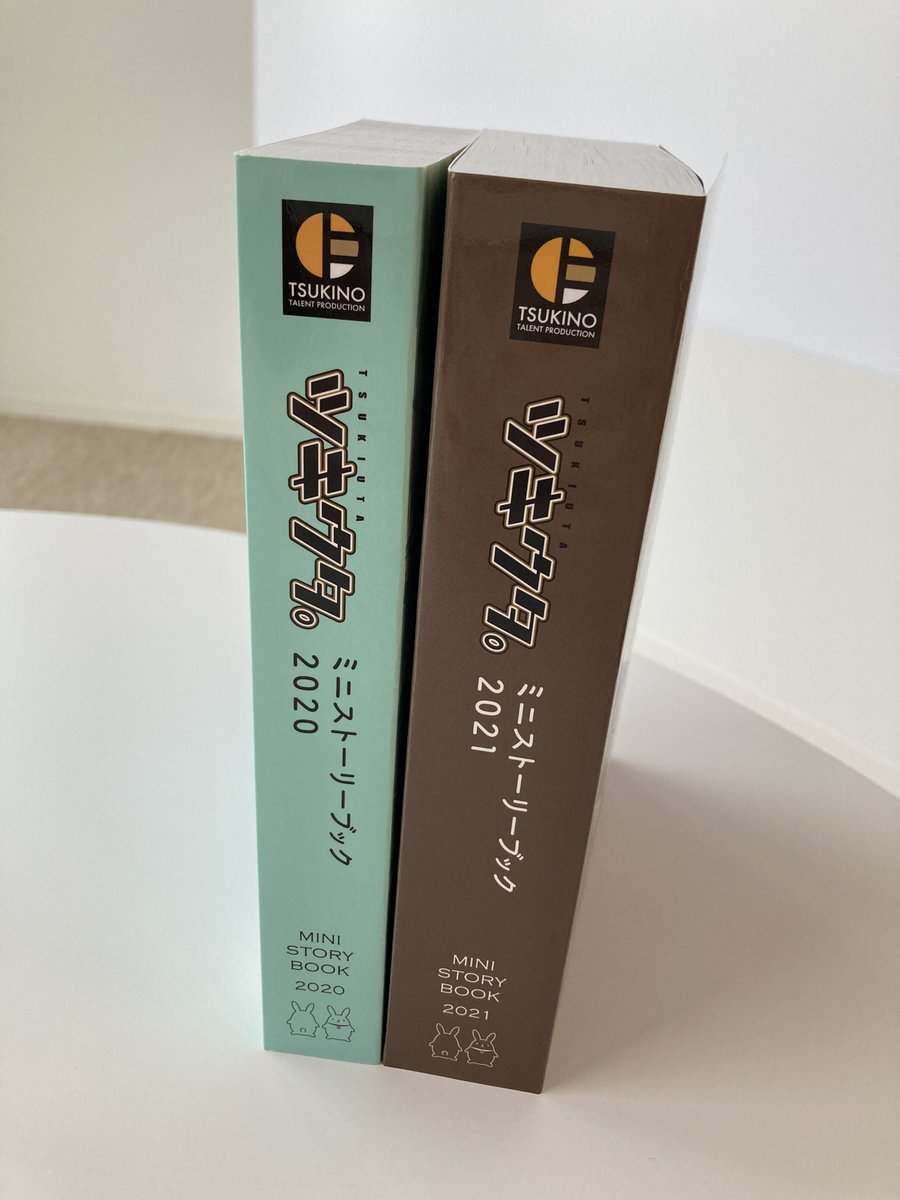 TSUKINO
TALENT PRODUCTION
TSUKIUTA
ツキウタ。
ミニストーリーブック
2020
MINI
STORY
BOOK
2020
TSUKINO
TALENT PRODUCTION
TSUKIUTA
ツキウタ。
ミニストーリーブック
2021
MINI
STORY
BOOK
2021